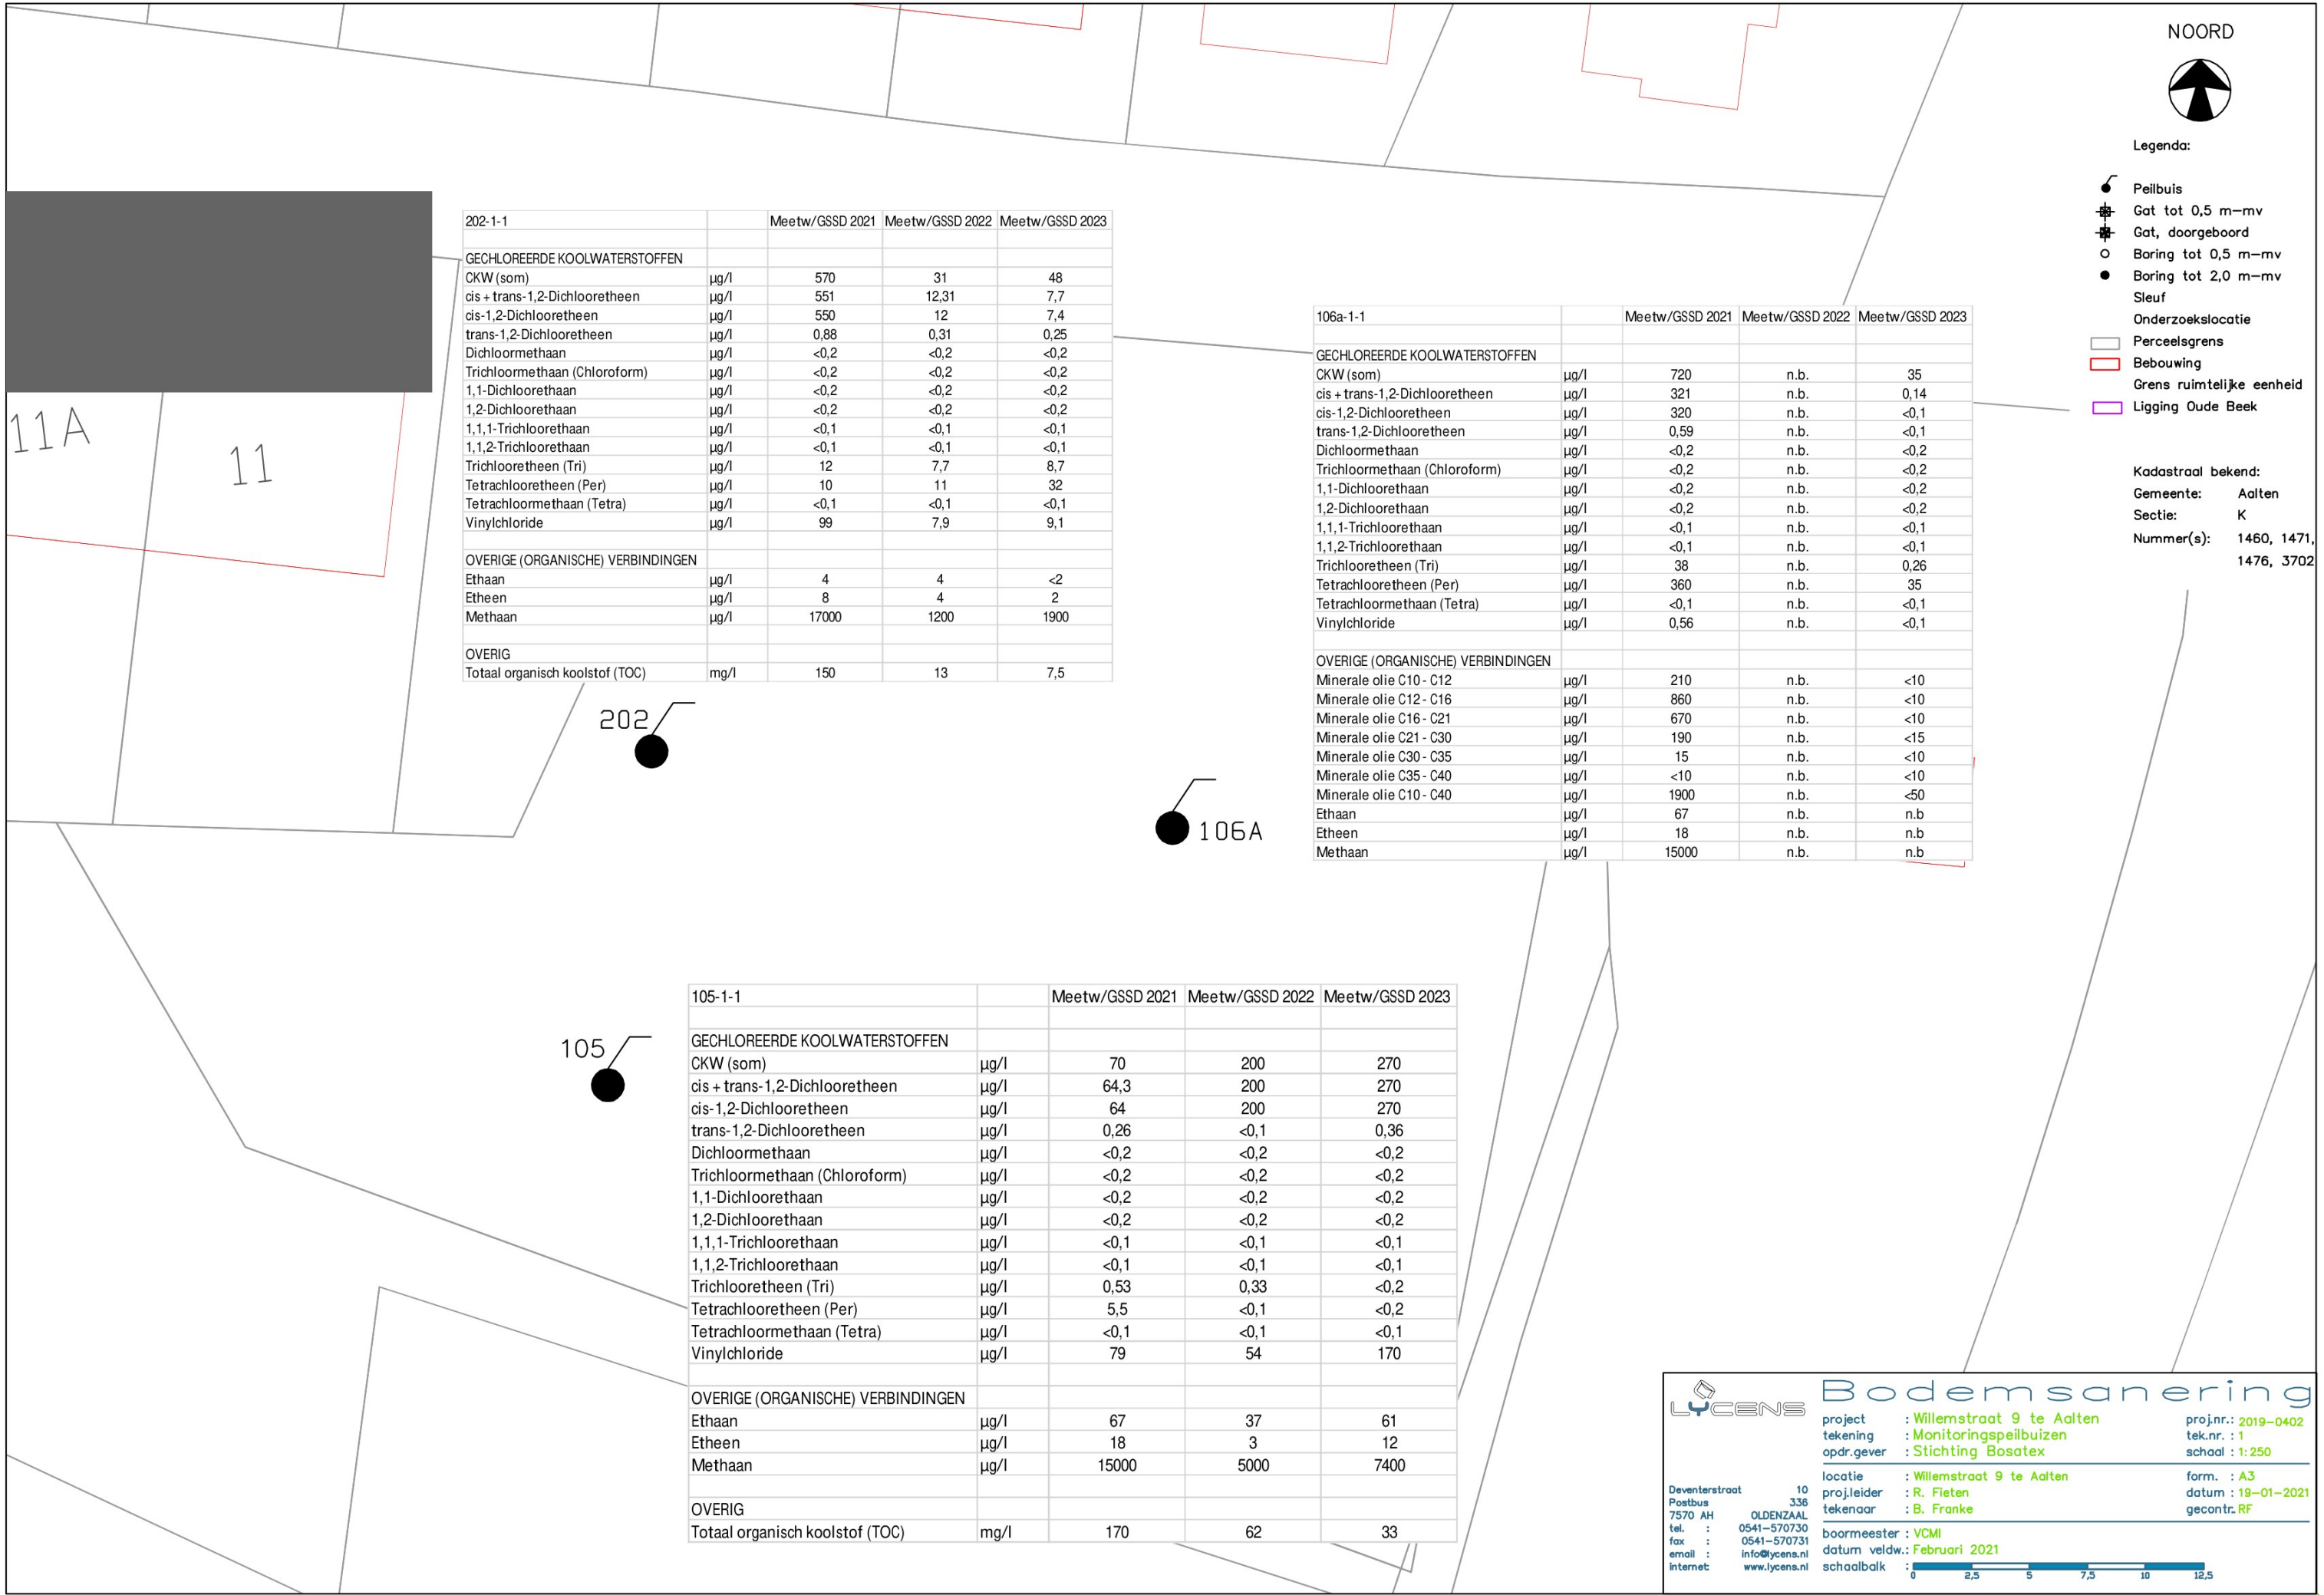 NOORD
Legenda:
Peilbuis
Gat tot 0,5 m-mv
Gat, doorgeboord
Boring tot 0,5 m-mv
Boring tot 2,0 m-mv
Sleuf
Onderzoekslocatie
Perceelsgrens
Bebouwing
Grens ruimtelijke eenheid
Ligging Oude Beek
Kadastraal bekend:
Gemeente: Aalten
Sectie: K
Nummer(s): 1460, 1471,
1476, 3702
11A
11
202-1-1 Meetw/GSSD 2021 Meetw/GSSD 2022 Meetw/GSSD 2023
GECHLOREERDE KOOLWATERSTOFFEN
CKW (som) µg/l 570 31 48
cis + trans-1,2-Dichlooretheen µg/l 551 12,31 7,7
cis-1,2-Dichlooretheen µg/l 550 12 7,4
trans-1,2-Dichlooretheen µg/l 0,88 0,31 0,25
Dichloormethaan µg/l <0,2 <0,2 <0,2
Trichloormethaan (Chloroform) µg/l <0,2 <0,2 <0,2
1,1-Dichloorethaan µg/l <0,2 <0,2 <0,2
1,2-Dichloorethaan µg/l <0,2 <0,2 <0,2
1,1,1-Trichloorethaan µg/l <0,1 <0,1 <0,1
1,1,2-Trichloorethaan µg/l <0,1 <0,1 <0,1
Trichlooretheen (Tri) µg/l 12 7,7 8,7
Tetrachlooretheen (Per) µg/l 10 11 32
Tetrachloormethaan (Tetra) µg/l <0,1 <0,1 <0,1
Vinylchloride µg/l 99 7,9 9,1
OVERIGE (ORGANISCHE) VERBINDINGEN
Ethaan µg/l 4 4 <2
Etheen µg/l 8 4 2
Methaan µg/l 17000 1200 1900
OVERIG
Totaal organisch koolstof (TOC) mg/l 150 13 7,5
202
106a-1-1 Meetw/GSSD 2021 Meetw/GSSD 2022 Meetw/GSSD 2023
GECHLOREERDE KOOLWATERSTOFFEN
CKW (som) µg/l 720 n.b. 35
cis + trans-1,2-Dichlooretheen µg/l 321 n.b. 0,14
cis-1,2-Dichlooretheen µg/l 320 n.b. <0,1
trans-1,2-Dichlooretheen µg/l 0,59 n.b. <0,1
Dichloormethaan µg/l <0,2 n.b. <0,2
Trichloormethaan (Chloroform) µg/l <0,2 n.b. <0,2
1,1-Dichloorethaan µg/l <0,2 n.b. <0,2
1,2-Dichloorethaan µg/l <0,2 n.b. <0,2
1,1,1-Trichloorethaan µg/l <0,1 n.b. <0,1
1,1,2-Trichloorethaan µg/l <0,1 n.b. <0,1
Trichlooretheen (Tri) µg/l 38 n.b. 0,26
Tetrachlooretheen (Per) µg/l 360 n.b. 35
Tetrachloormethaan (Tetra) µg/l <0,1 n.b. <0,1
Vinylchloride µg/l 0,56 n.b. <0,1
OVERIGE (ORGANISCHE) VERBINDINGEN
Minerale olie C10 - C12 µg/l 210 n.b. <10
Minerale olie C12 - C16 µg/l 860 n.b. <10
Minerale olie C16 - C21 µg/l 670 n.b. <10
Minerale olie C21 - C30 µg/l 190 n.b. <15
Minerale olie C30 - C35 µg/l 15 n.b. <10
Minerale olie C35 - C40 µg/l <10 n.b. <10
Minerale olie C10 - C40 µg/l 1900 n.b. <50
Ethaan µg/l 67 n.b. n.b
Etheen µg/l 18 n.b. n.b
Methaan µg/l 15000 n.b. n.b
106A
105
105-1-1 Meetw/GSSD 2021 Meetw/GSSD 2022 Meetw/GSSD 2023
GECHLOREERDE KOOLWATERSTOFFEN
CKW (som) µg/l 70 200 270
cis + trans-1,2-Dichlooretheen µg/l 64,3 200 270
cis-1,2-Dichlooretheen µg/l 64 200 270
trans-1,2-Dichlooretheen µg/l 0,26 <0,1 0,36
Dichloormethaan µg/l <0,2 <0,2 <0,2
Trichloormethaan (Chloroform) µg/l <0,2 <0,2 <0,2
1,1-Dichloorethaan µg/l <0,2 <0,2 <0,2
1,2-Dichloorethaan µg/l <0,2 <0,2 <0,2
1,1,1-Trichloorethaan µg/l <0,1 <0,1 <0,1
1,1,2-Trichloorethaan µg/l <0,1 <0,1 <0,1
Trichlooretheen (Tri) µg/l 0,53 0,33 <0,2
Tetrachlooretheen (Per) µg/l 5,5 <0,1 <0,2
Tetrachloormethaan (Tetra) µg/l <0,1 <0,1 <0,1
Vinylchloride µg/l 79 54 170
OVERIGE (ORGANISCHE) VERBINDINGEN
Ethaan µg/l 67 37 61
Etheen µg/l 18 3 12
Methaan µg/l 15000 5000 7400
OVERIG
Totaal organisch koolstof (TOC) mg/l 170 62 33
LYCENS
Deventerstraat 10
Postbus 336
7570 AH OLDENZAAL
tel. : 0541-570730
fax : 0541-570731
email : info@lycens.nl
internet: www.lycens.nl
Bodemsanering
project : Willemstraat 9 te Aalten proj.nr.: 2019-0402
tekening : Monitoringspeilbuizen tek.nr. : 1
opdr.gever : Stichting Bosatex schaal : 1:250
locatie : Willemstraat 9 te Aalten form. : A3
proj.leider : R. Fleten datum : 19-01-2021
tekenaar : B. Franke gecontr.: RF
boormeester : VCMI
datum veldw.: Februari 2021
schaalbalk :
0 2,5 5 7,5 10 12,5